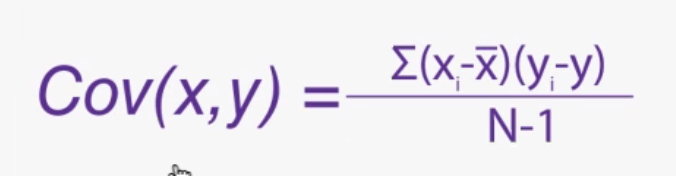 Cov(x,y) = Σ(xᵢ-x̅)(yᵢ-y)
N-1